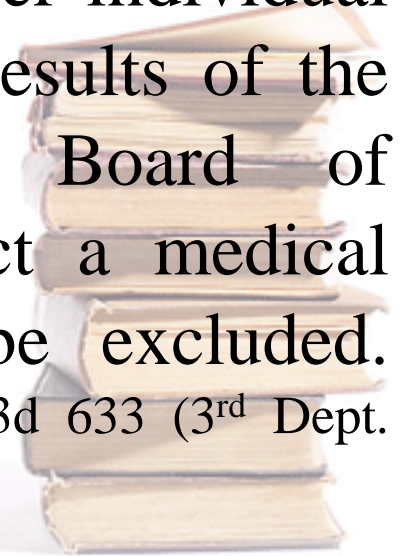 esults of the
Board of
ct a medical
be excluded.
3d 633 (3rd Dept.